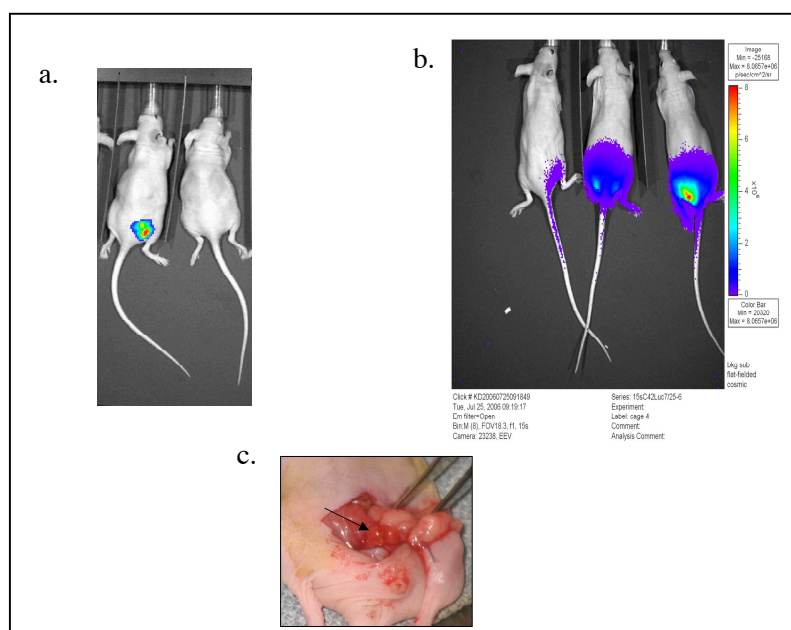 a.
b.
Image
Min = -25168
Max = 8.0657e+06
p/sec/cm^2/sr
8
6
×10⁶
4
2
0
Color Bar
Min = 20320
Max = 8.0657e+06
bkg sub
flat-fielded
cosmic
Click # KD20060725091849
Tue, Jul 25, 2006 09:19:17
Em filter=Open
Bin:M (8), FOV18.3, f1, 15s
Camera: 23238, EEV
Series: 15sC42Luc7/25-6
Experiment:
Label: cage 4
Comment:
Analysis Comment:
c.